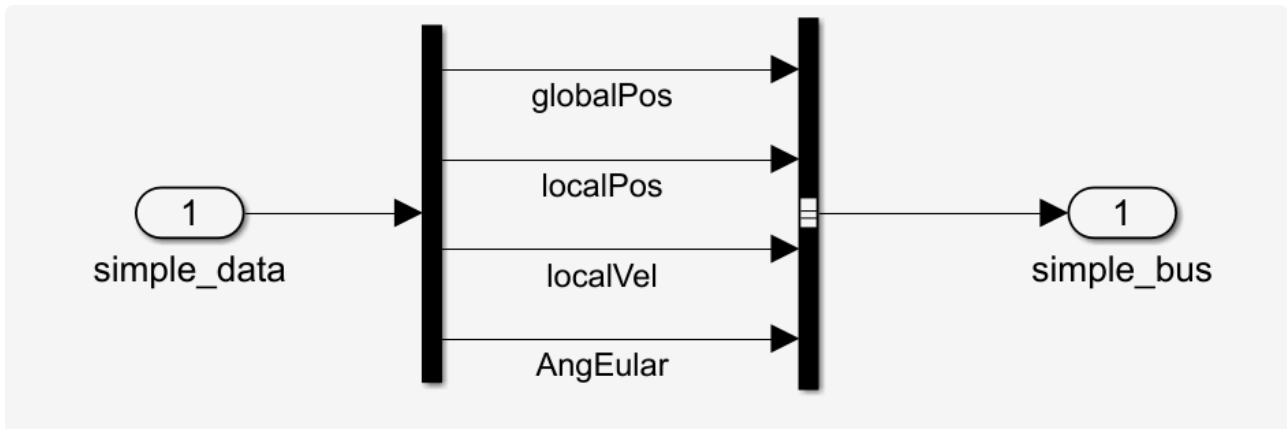 globalPos
localPos
1
simple_data
localVel
AngEular
1
simple_bus